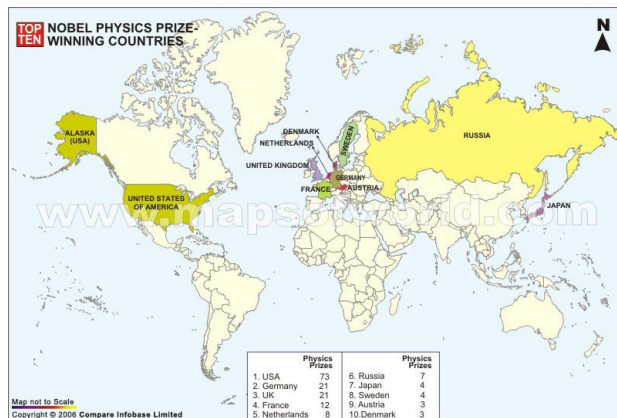 TOP TEN NOBEL PHYSICS PRIZE-
WINNING COUNTRIES
N
ALASKA
(USA)
UNITED STATES
OF AMERICA
DENMARK
NETHERLANDS
UNITED KINGDOM
SWEDEN
GERMANY
FRANCE
AUSTRIA
RUSSIA
JAPAN
www.mapsofworld.com
Physics Prizes
1. USA 73
2. Germany 21
3. UK 21
4. France 12
5. Netherlands 8
Physics Prizes
6. Russia 7
7. Japan 4
8. Sweden 4
9. Austria 3
10.Denmark 3
Map not to Scale
Copyright © 2006 Compare Infobase Limited